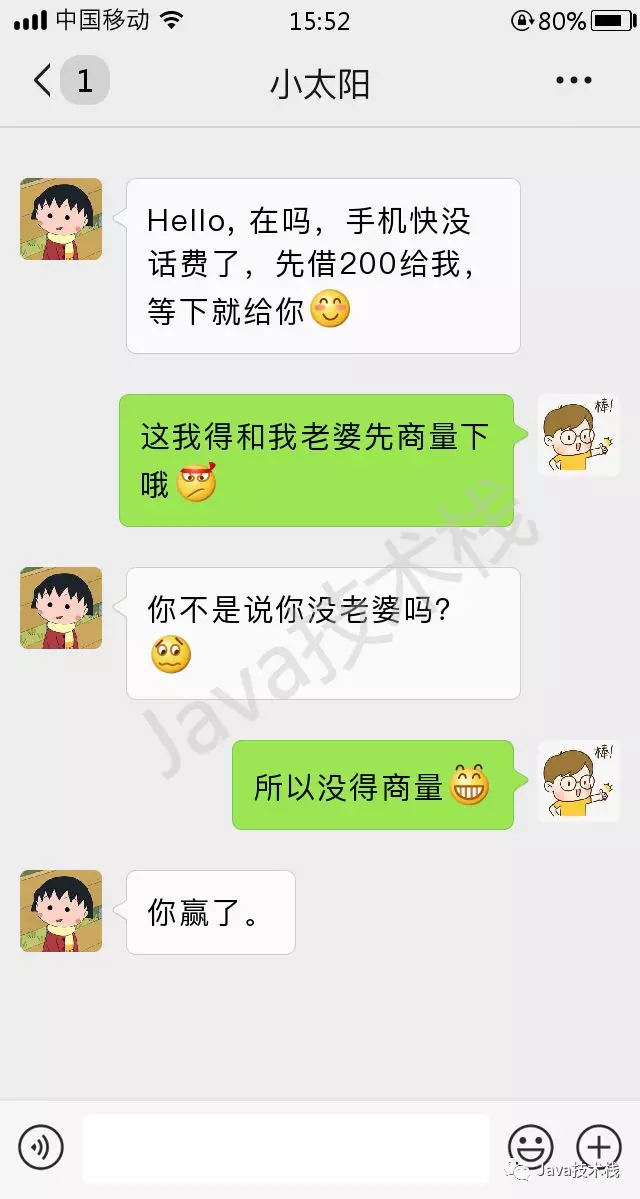 中国移动 15:52 80%
1 小太阳
Hello, 在吗，手机快没
话费了，先借200给我，
等下就给你
棒!
这我得和我老婆先商量下
哦
你不是说你没老婆吗？
Java技术栈
棒!
所以没得商量
你赢了。
Java技术栈